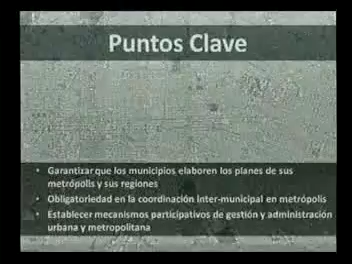 Puntos Clave
• Garantizar que los municipios elaboren los planes de sus
metrópolis y sus regiones
• Obligatoriedad en la coordinación inter-municipal en metrópolis
• Establecer mecanismos participativos de gestión y administración
urbana y metropolitana